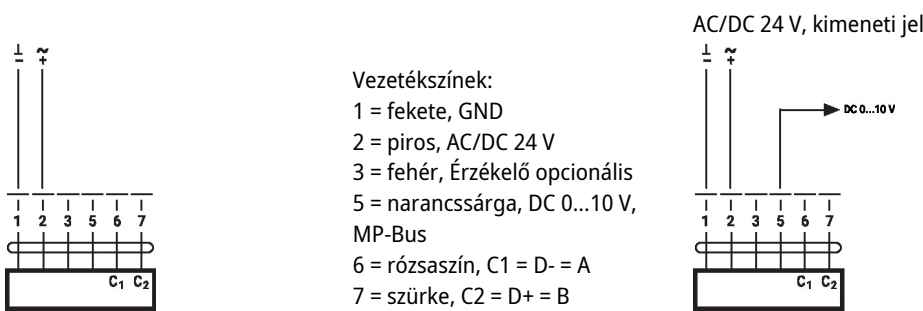 ⊥ ~
– +
1 2 3 5 6 7
C₁ C₂
Vezetékszínek:
1 = fekete, GND
2 = piros, AC/DC 24 V
3 = fehér, Érzékelő opcionális
5 = narancssárga, DC 0...10 V,
MP-Bus
6 = rózsaszín, C1 = D- = A
7 = szürke, C2 = D+ = B
AC/DC 24 V, kimeneti jel
⊥ ~
– +
DC 0...10 V
1 2 3 5 6 7
C₁ C₂